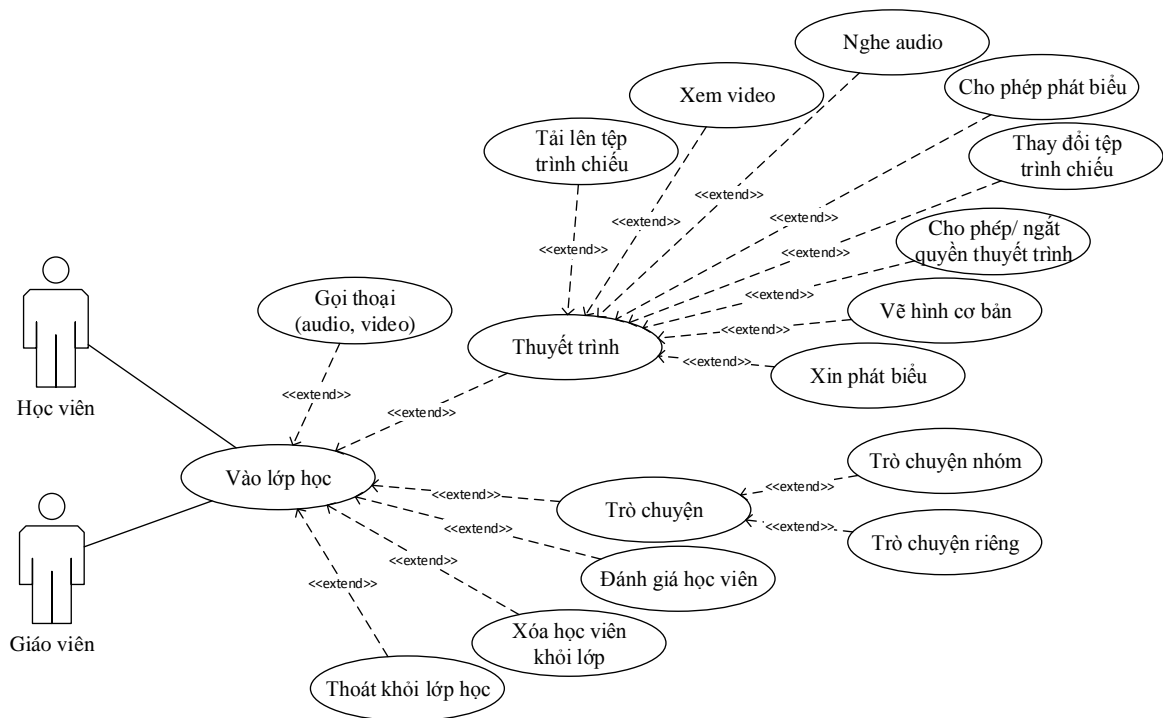 Nghe audio
Xem video
Cho phép phát biểu
Tải lên tệp
trình chiếu
Thay đổi tệp
trình chiếu
<<extend>>
<<extend>>
<<extend>>
<<extend>>
<<extend>>
<<extend>>
<<extend>>
<<extend>>
Cho phép/ ngắt
quyền thuyết trình
Gọi thoại
(audio, video)
Vẽ hình cơ bản
Thuyết trình
Xin phát biểu
Học viên
<<extend>>
<<extend>>
Vào lớp học
Trò chuyện nhóm
<<extend>>
<<extend>>
Trò chuyện
<<extend>>
Trò chuyện riêng
<<extend>>
Đánh giá học viên
<<extend>>
<<extend>>
Giáo viên
Xóa học viên
khỏi lớp
Thoát khỏi lớp học